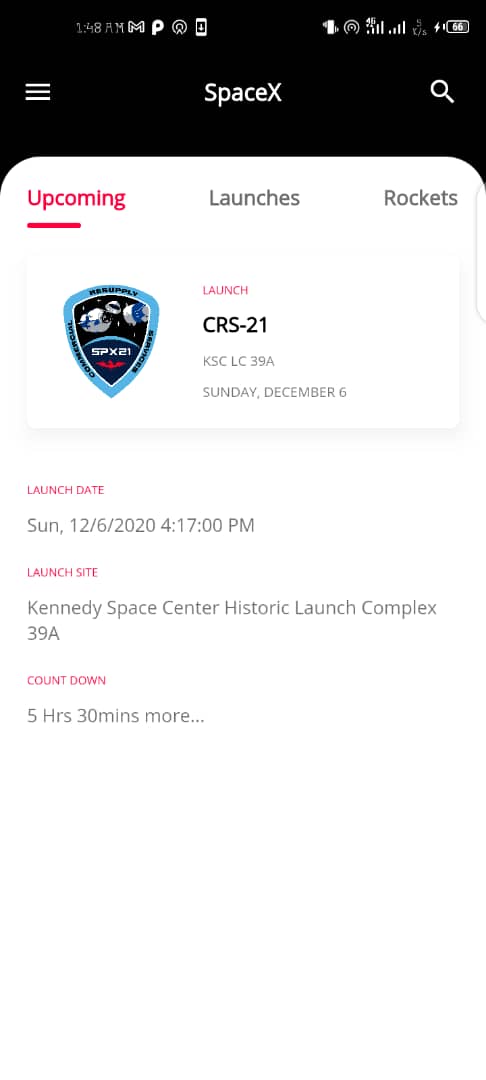 1:48 AM
4G
5
K/s
66
SpaceX
Upcoming
Launches
Rockets
RESUPPLY
COMMERCIAL
SERVICES
SPX21
LAUNCH
CRS-21
KSC LC 39A
SUNDAY, DECEMBER 6
LAUNCH DATE
Sun, 12/6/2020 4:17:00 PM
LAUNCH SITE
Kennedy Space Center Historic Launch Complex
39A
COUNT DOWN
5 Hrs 30mins more...